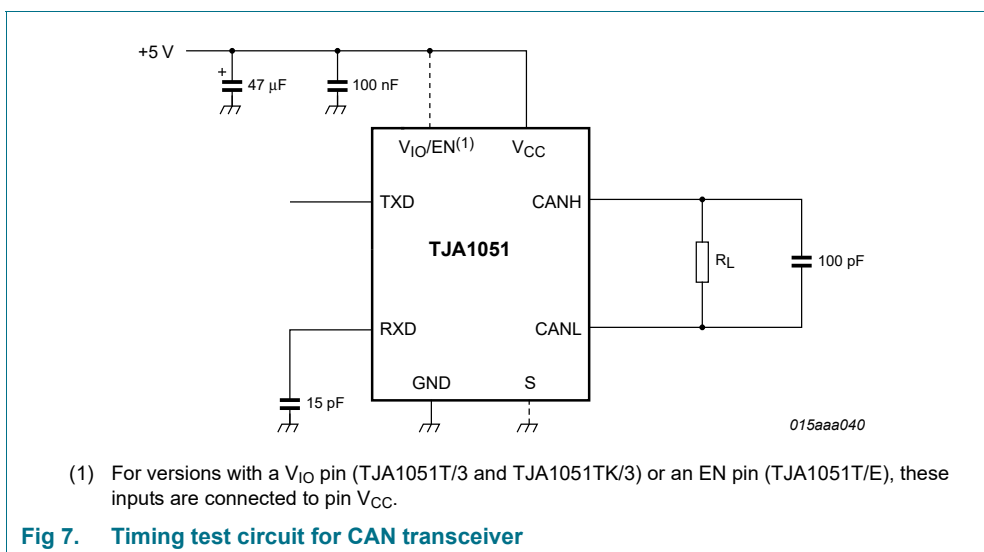 +5 V
+
47 μF
100 nF
VIO/EN(1)
VCC
TXD
CANH
TJA1051
RL
100 pF
RXD
CANL
GND
S
15 pF
015aaa040
(1) For versions with a VIO pin (TJA1051T/3 and TJA1051TK/3) or an EN pin (TJA1051T/E), these
inputs are connected to pin VCC.
Fig 7. Timing test circuit for CAN transceiver